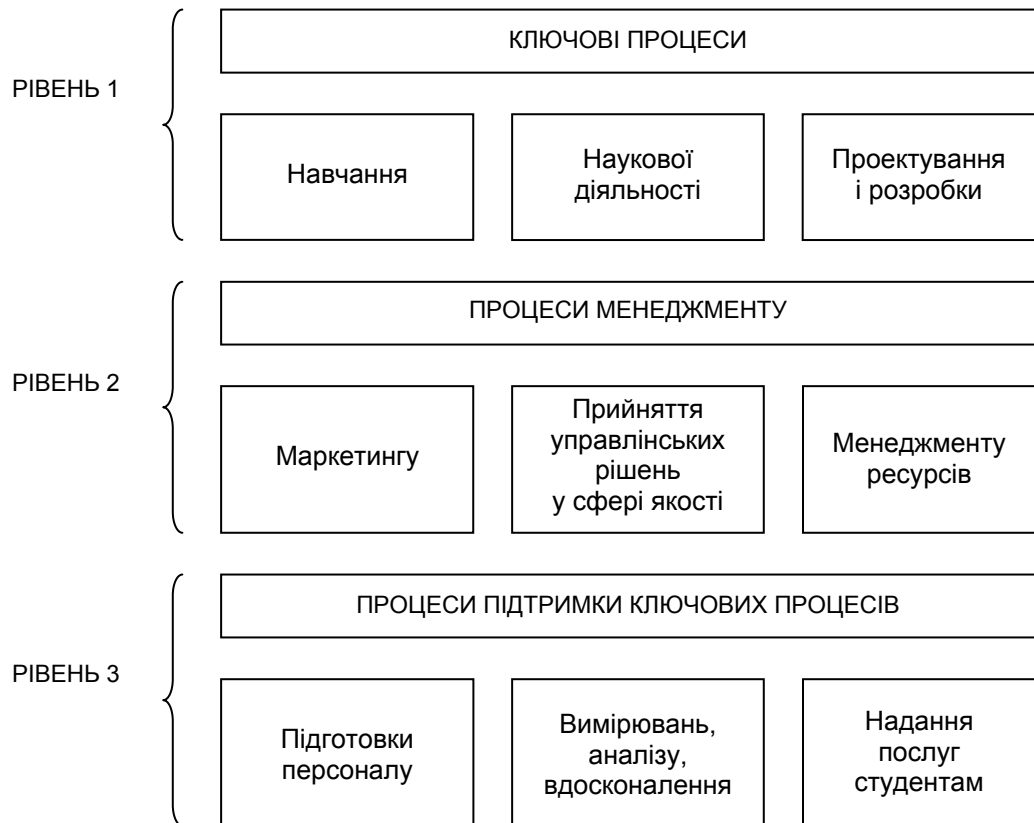 КЛЮЧОВІ ПРОЦЕСИ
РІВЕНЬ 1
Навчання
Наукової
діяльності
Проектування
і розробки
ПРОЦЕСИ МЕНЕДЖМЕНТУ
РІВЕНЬ 2
Маркетингу
Прийняття
управлінських
рішень
у сфері якості
Менеджменту
ресурсів
ПРОЦЕСИ ПІДТРИМКИ КЛЮЧОВИХ ПРОЦЕСІВ
РІВЕНЬ 3
Підготовки
персоналу
Вимірювань,
аналізу,
вдосконалення
Надання
послуг
студентам